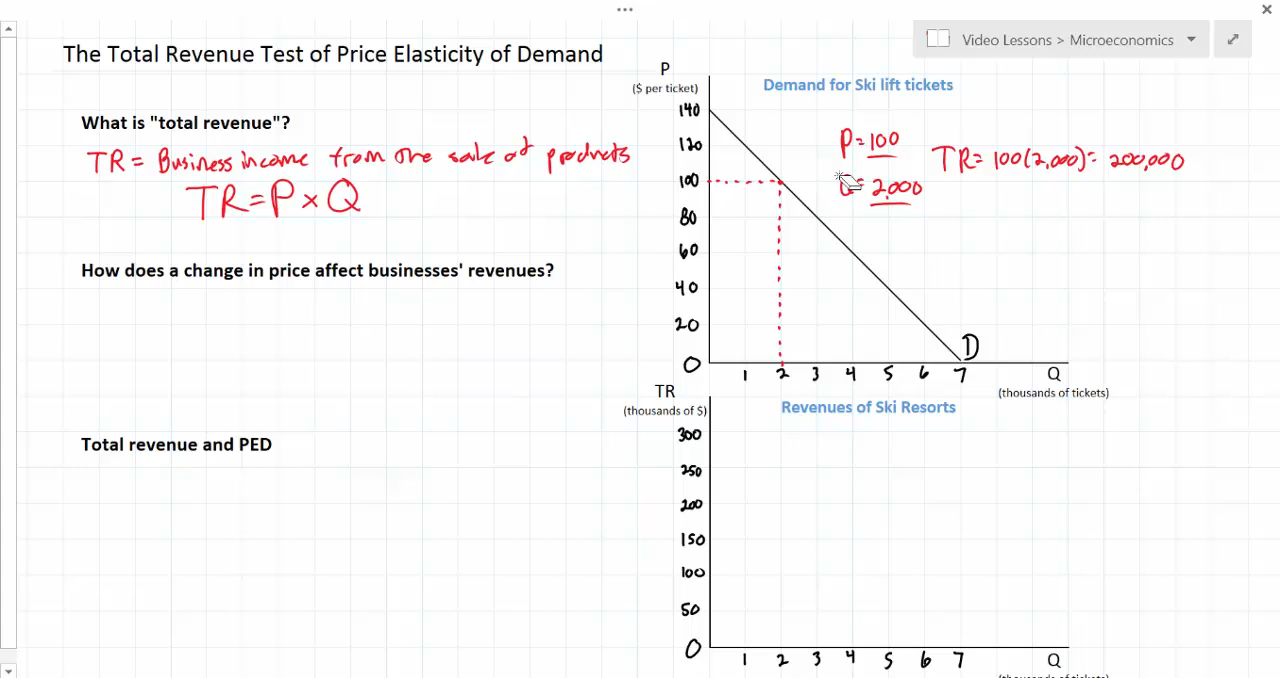 Video Lessons > Microeconomics
The Total Revenue Test of Price Elasticity of Demand
What is "total revenue"?
TR = Business income from the sale of products
TR = P × Q
How does a change in price affect businesses' revenues?
Total revenue and PED
P
($ per ticket)
Demand for Ski lift tickets
140
120
100
80
60
40
20
0
P = 100
= 2,000
TR = 100(2,000) = 200,000
D
1 2 3 4 5 6 7 Q
(thousands of tickets)
TR
(thousands of $)
Revenues of Ski Resorts
300
250
200
150
100
50
0
1 2 3 4 5 6 7 Q
(thousands of tickets)